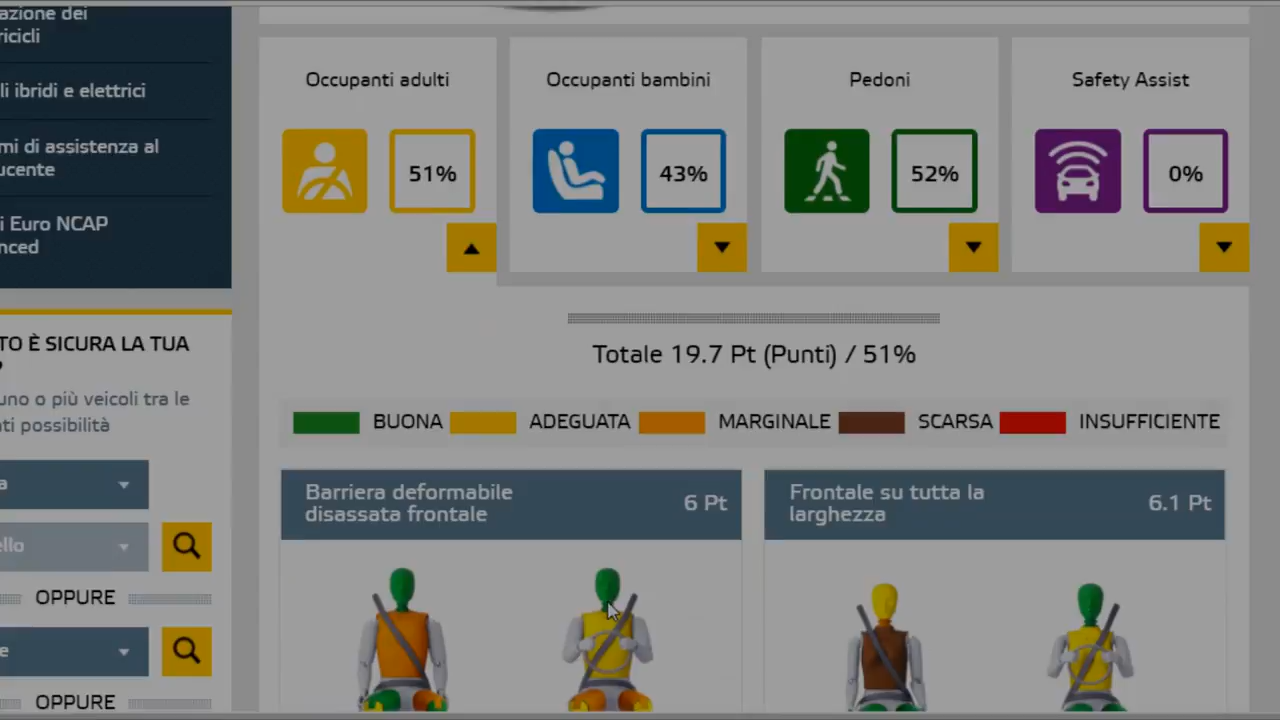 azione dei
ricicli
li ibridi e elettrici
mi di assistenza al
ucente
i Euro NCAP
nced
TO È SICURA LA TUA
?
uno o più veicoli tra le
ti possibilità
a
ello
OPPURE
e
OPPURE
Occupanti adulti
51%
Occupanti bambini
43%
Pedoni
52%
Safety Assist
0%
Totale 19.7 Pt (Punti) / 51%
BUONA
ADEGUATA
MARGINALE
SCARSA
INSUFFICIENTE
Barriera deformabile
disassata frontale
6 Pt
Frontale su tutta la
larghezza
6.1 Pt